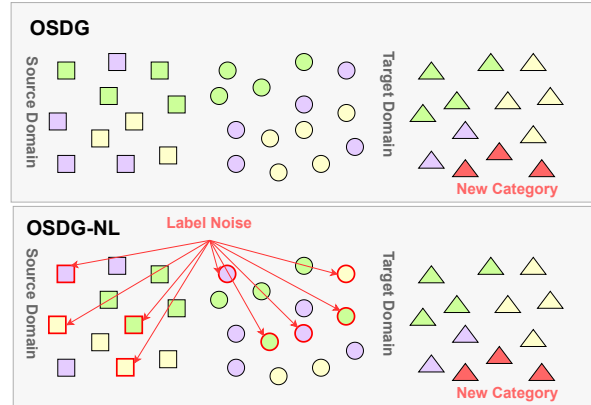 OSDG
Source Domain
Target Domain
New Category
OSDG-NL
Label Noise
Source Domain
Target Domain
New Category